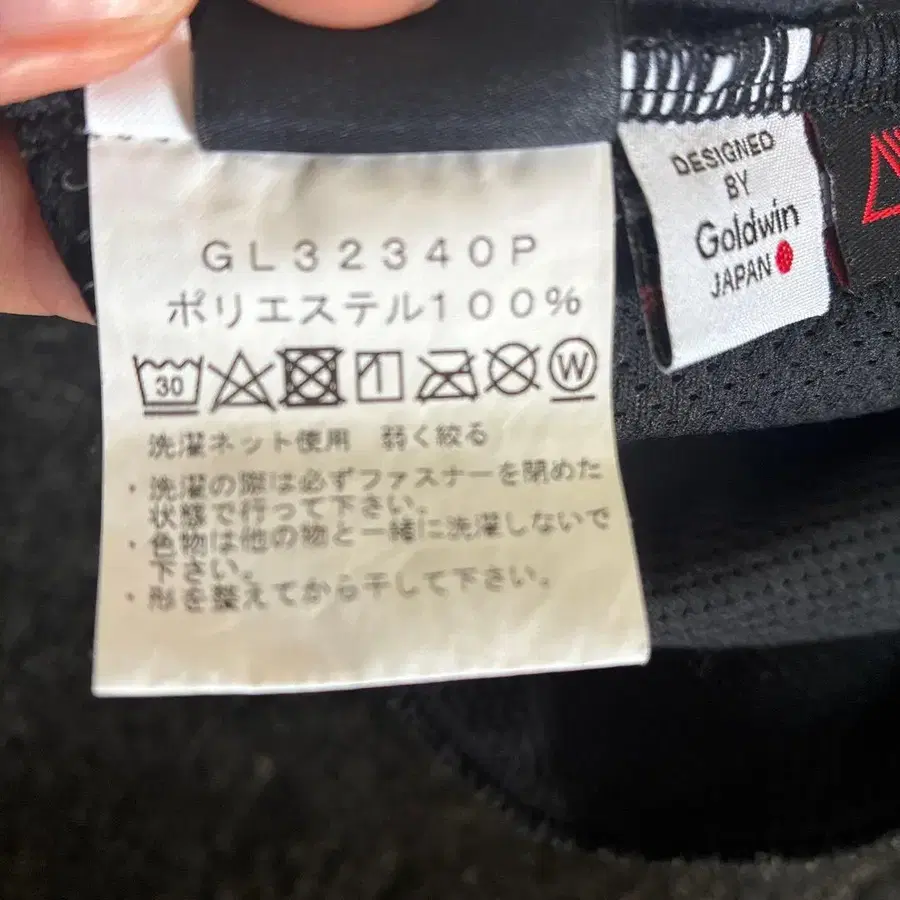 GL32340P
ポリエステル100%
30 W
洗濯ネット使用 弱く絞る
・洗濯の際は必ずファスナーを閉めた
状態で行って下さい。
・色物は他の物と一緒に洗濯しないで
下さい。
・形を整えてから干して下さい。
DESIGNED
BY
Goldwin
JAPAN